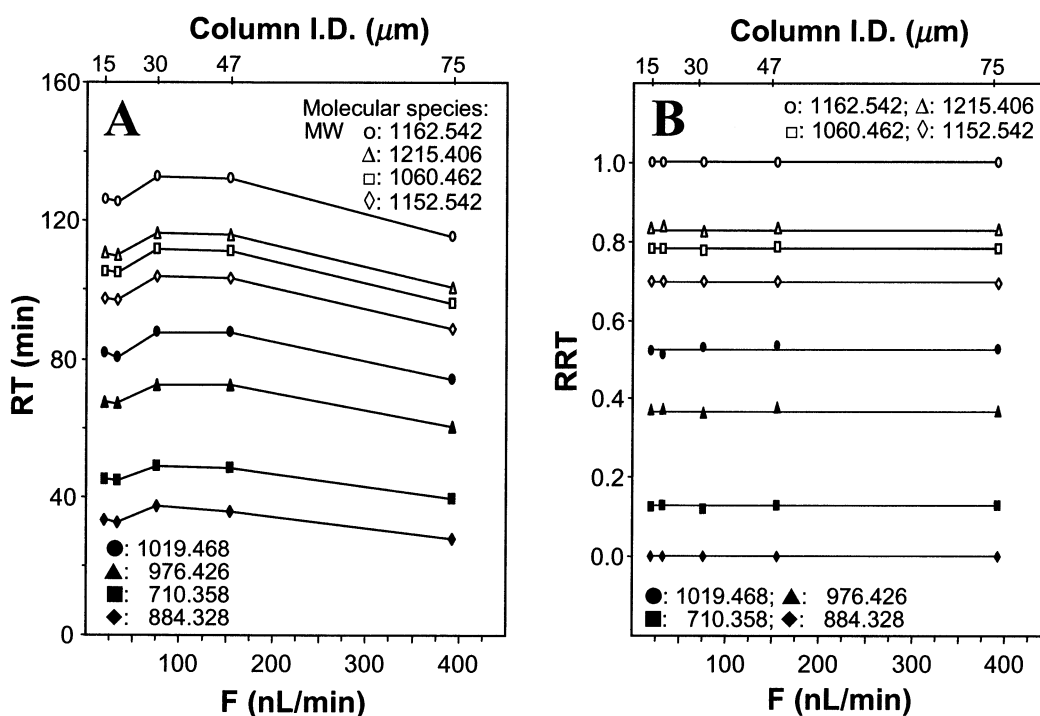 Column I.D. (μm)
15 30 47 75
160
120
80
40
0
RT (min)
A
Molecular species:
MW ○: 1162.542
△: 1215.406
□: 1060.462
◊: 1152.542
●: 1019.468
▲: 976.426
■: 710.358
◆: 884.328
100 200 300 400
F (nL/min)
Column I.D. (μm)
15 30 47 75
1.0
0.8
0.6
0.4
0.2
0.0
RRT
B
○: 1162.542; △: 1215.406
□: 1060.462; ◊: 1152.542
●: 1019.468; ▲: 976.426
■: 710.358; ◆: 884.328
100 200 300 400
F (nL/min)